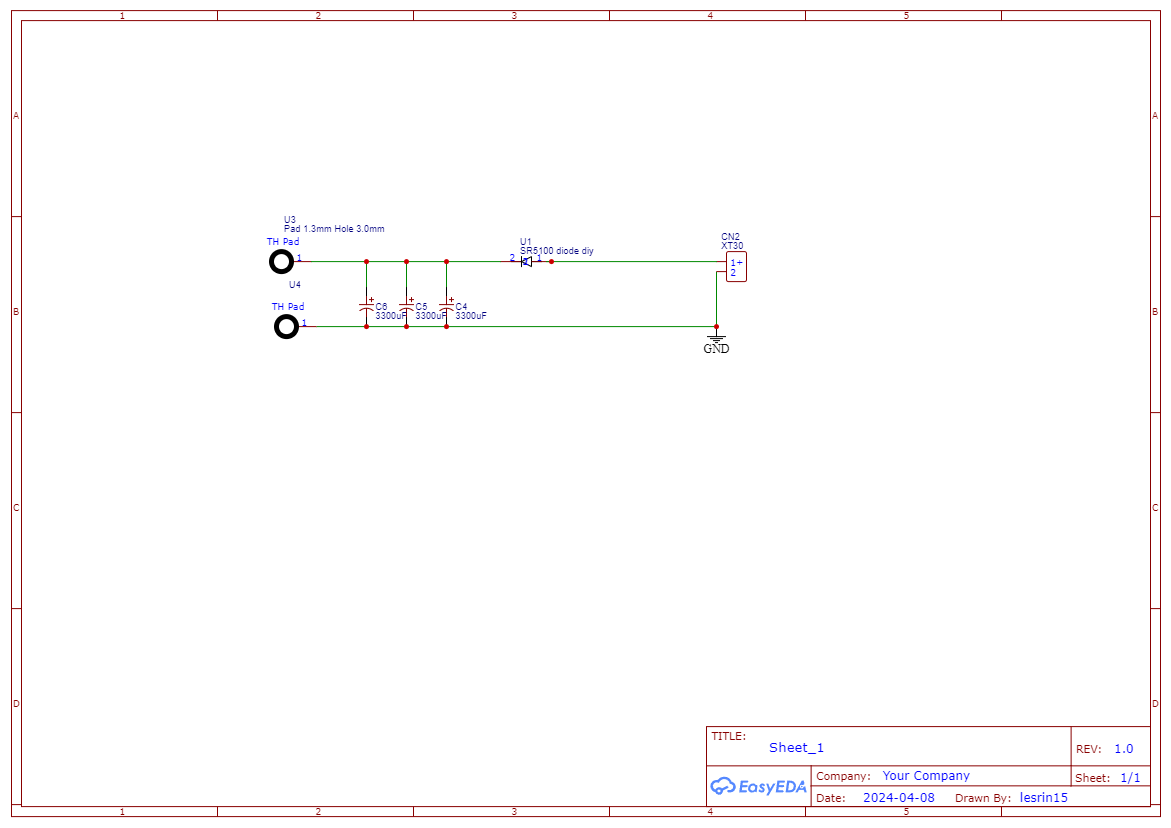 1 2 3 4 5
A A
U3
Pad 1.3mm Hole 3.0mm
TH Pad
1
U1
SR5100 diode diy
2 1
CN2
XT30
1+
2
U4
TH Pad
1
+ C6
3300uF
+ C5
3300uF
+ C4
3300uF
GND
B B
C C
D D
TITLE:
Sheet_1
REV: 1.0
EasyEDA
Company: Your Company
Sheet: 1/1
Date: 2024-04-08 Drawn By: lesrin15
1 2 3 4 5